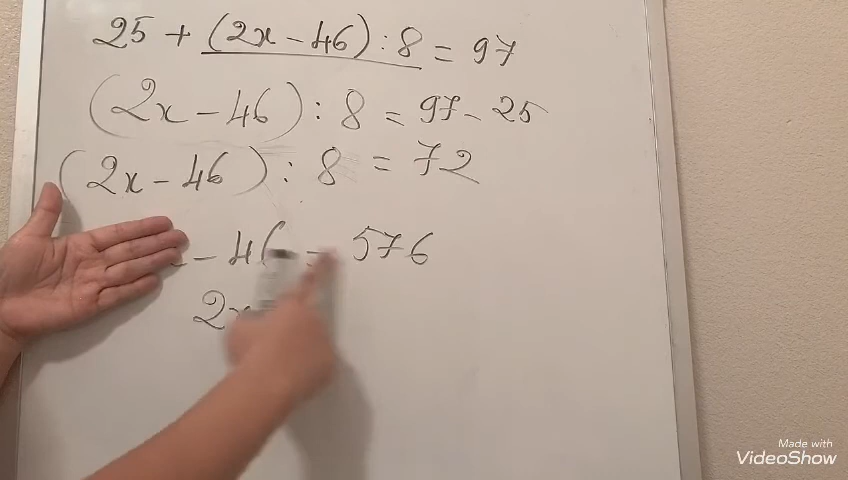 25 + (2x - 46) : 8 = 97
(2x - 46) : 8 = 97 - 25
(2x - 46) : 8 = 72
- 46 = 576
2x
Made with
VideoShow